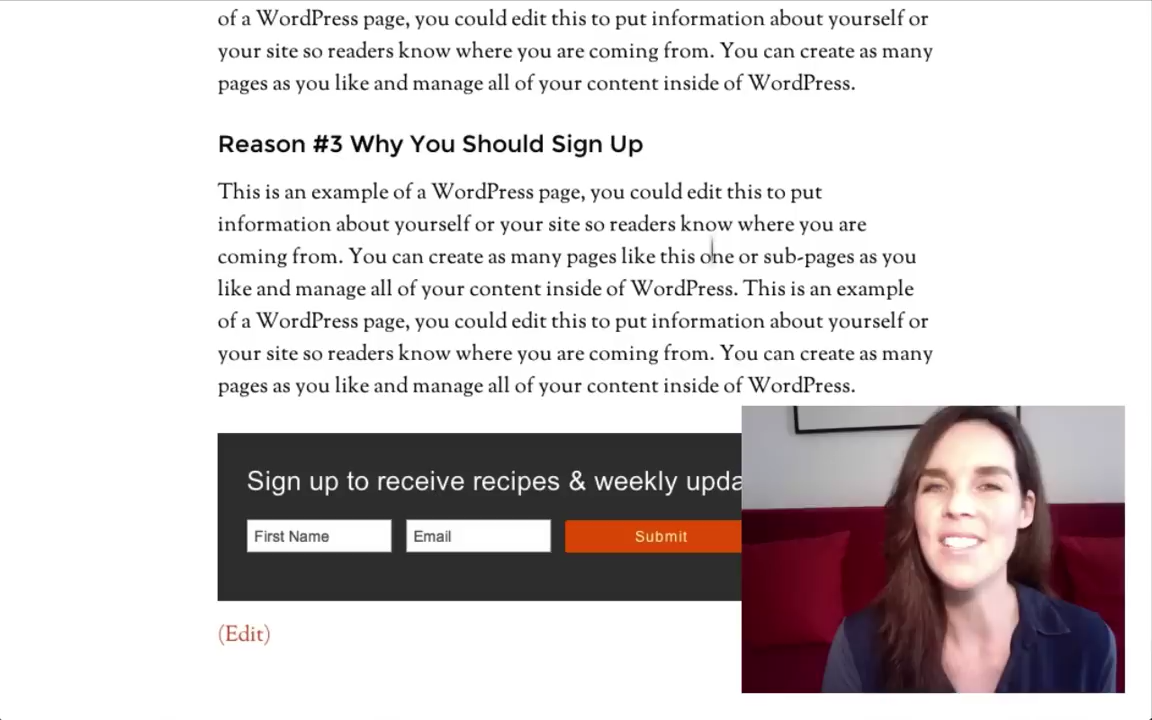 of a WordPress page, you could edit this to put information about yourself or
your site so readers know where you are coming from. You can create as many
pages as you like and manage all of your content inside of WordPress.
Reason #3 Why You Should Sign Up
This is an example of a WordPress page, you could edit this to put
information about yourself or your site so readers know where you are
coming from. You can create as many pages like this one or sub-pages as you
like and manage all of your content inside of WordPress. This is an example
of a WordPress page, you could edit this to put information about yourself or
your site so readers know where you are coming from. You can create as many
pages as you like and manage all of your content inside of WordPress.
Sign up to receive recipes & weekly upda
First Name
Email
Submit
(Edit)